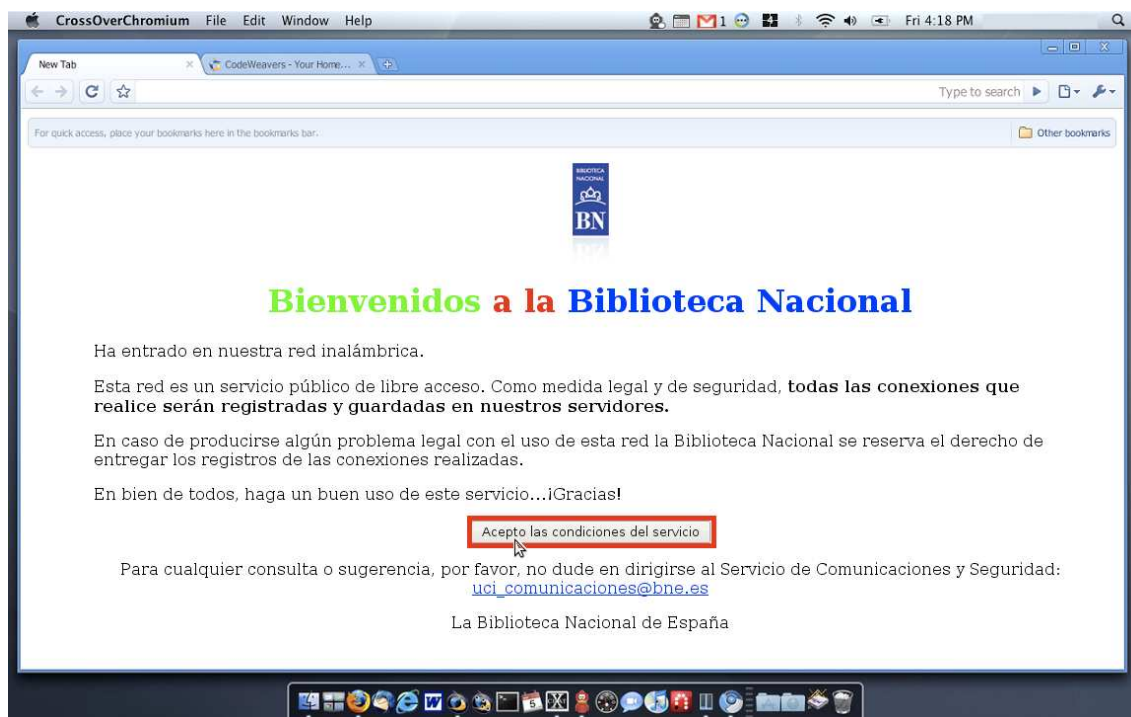 CrossOverChromium File Edit Window Help 1 4 Fri 4:18 PM
New Tab CodeWeavers - Your Home...
Type to search
For quick access, place your bookmarks here in the bookmarks bar. Other bookmarks
BIBLIOTECA
NACIONAL
BN
Bienvenidos a la Biblioteca Nacional
Ha entrado en nuestra red inalámbrica.
Esta red es un servicio público de libre acceso. Como medida legal y de seguridad, todas las conexiones que
realice serán registradas y guardadas en nuestros servidores.
En caso de producirse algún problema legal con el uso de esta red la Biblioteca Nacional se reserva el derecho de
entregar los registros de las conexiones realizadas.
En bien de todos, haga un buen uso de este servicio...¡Gracias!
Acepto las condiciones del servicio
Para cualquier consulta o sugerencia, por favor, no dude en dirigirse al Servicio de Comunicaciones y Seguridad:
uci_comunicaciones@bne.es
La Biblioteca Nacional de España